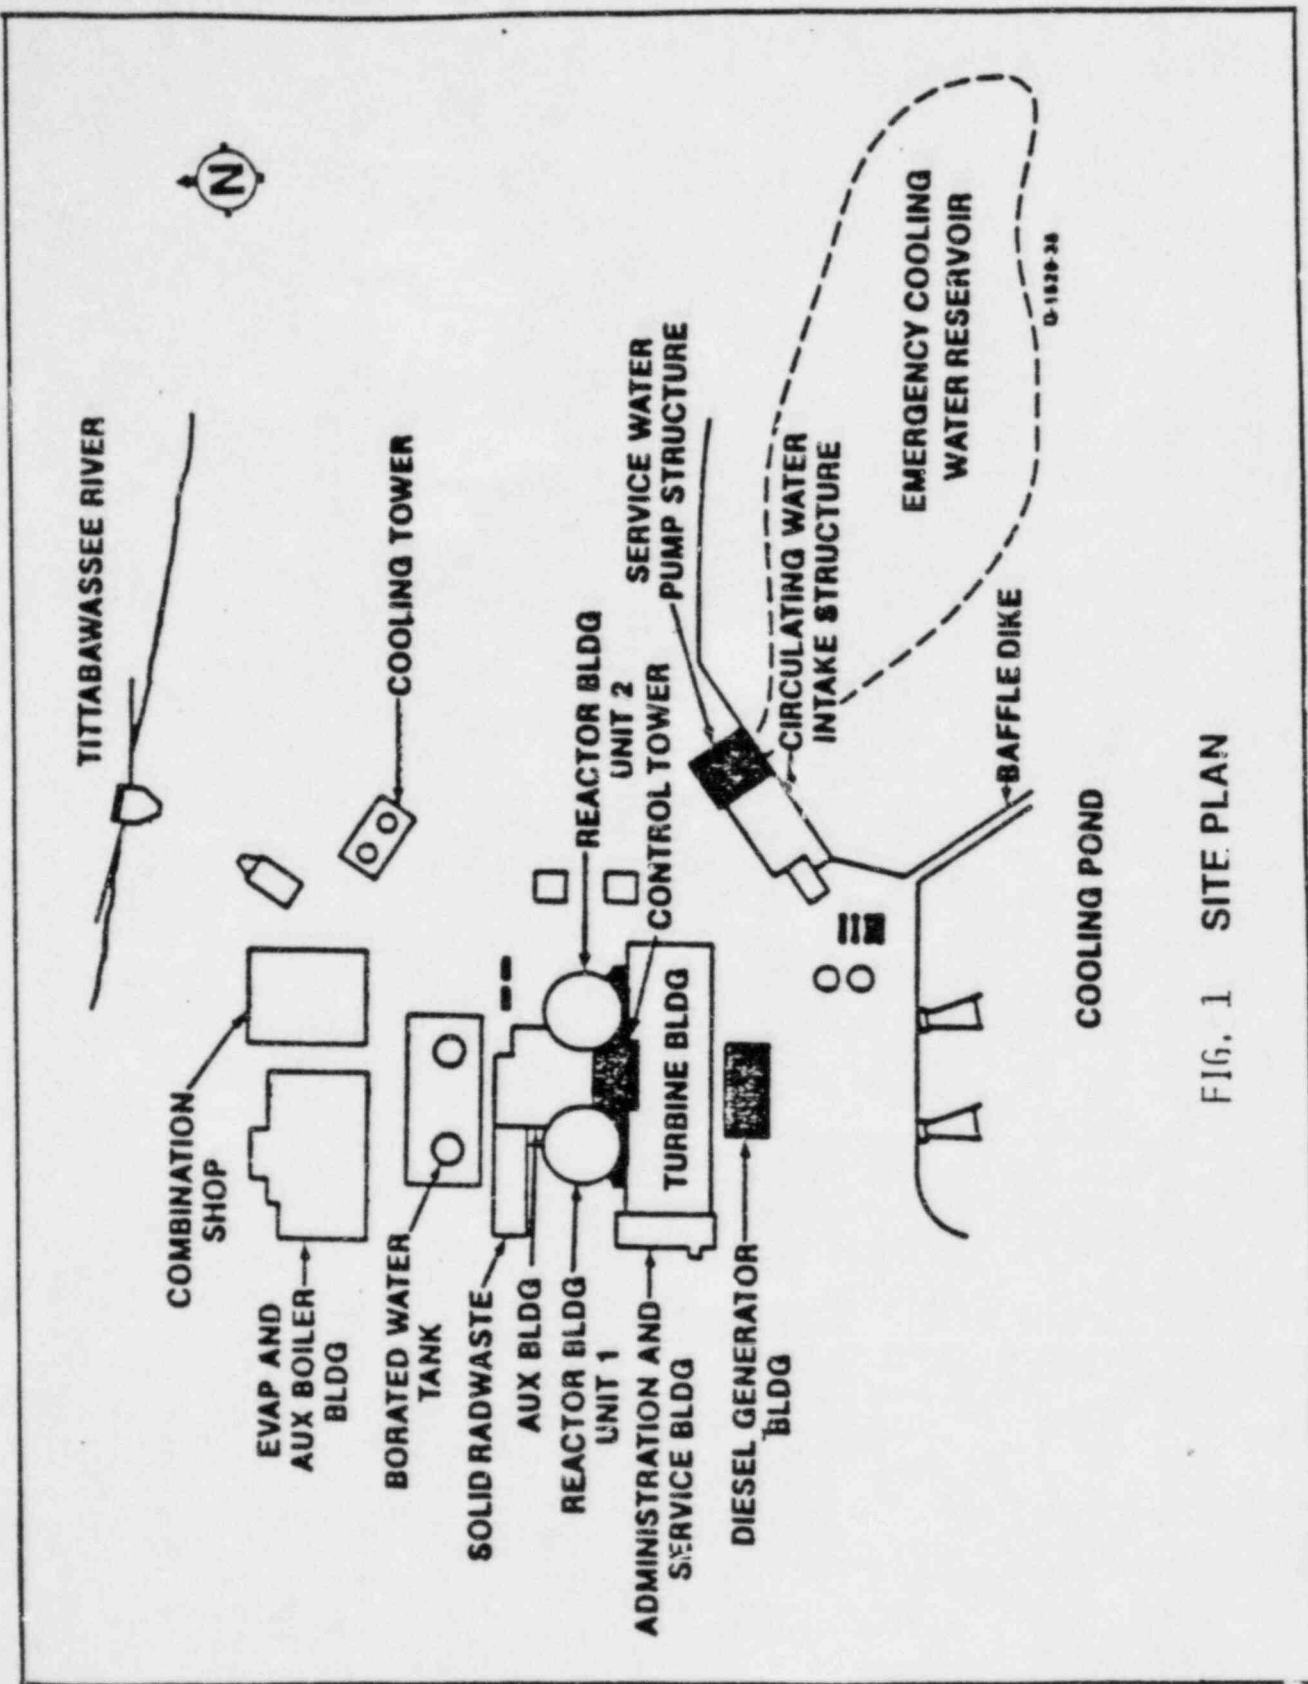 TITTABAWASSEE RIVER
N
COMBINATION
SHOP
COOLING TOWER
EVAP AND
AUX BOILER
BLDG
BORATED WATER
TANK
SOLID RADWASTE
AUX BLDG
REACTOR BLDG
UNIT 1
REACTOR BLDG
UNIT 2
CONTROL TOWER
SERVICE WATER
PUMP STRUCTURE
ADMINISTRATION AND
SERVICE BLDG
TURBINE BLDG
DIESEL GENERATOR
BLDG
CIRCULATING WATER
INTAKE STRUCTURE
EMERGENCY COOLING
WATER RESERVOIR
BAFFLE DIKE
G-1828-38
COOLING POND
FIG. 1 SITE PLAN